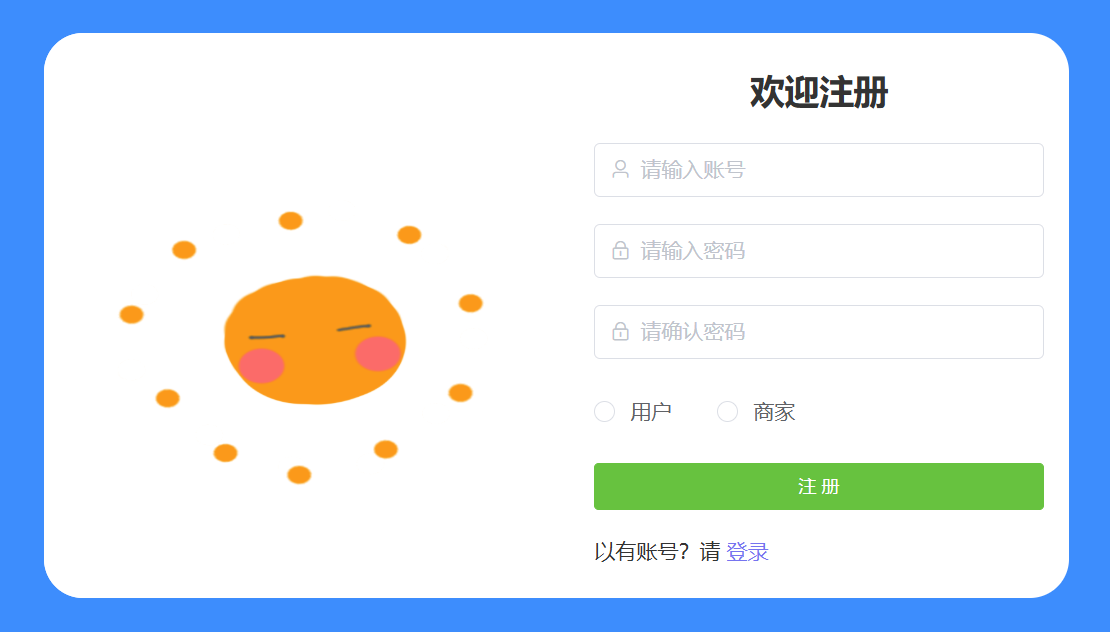 欢迎注册
请输入账号
请输入密码
请确认密码
用户 商家
注 册
以有账号？请 登录